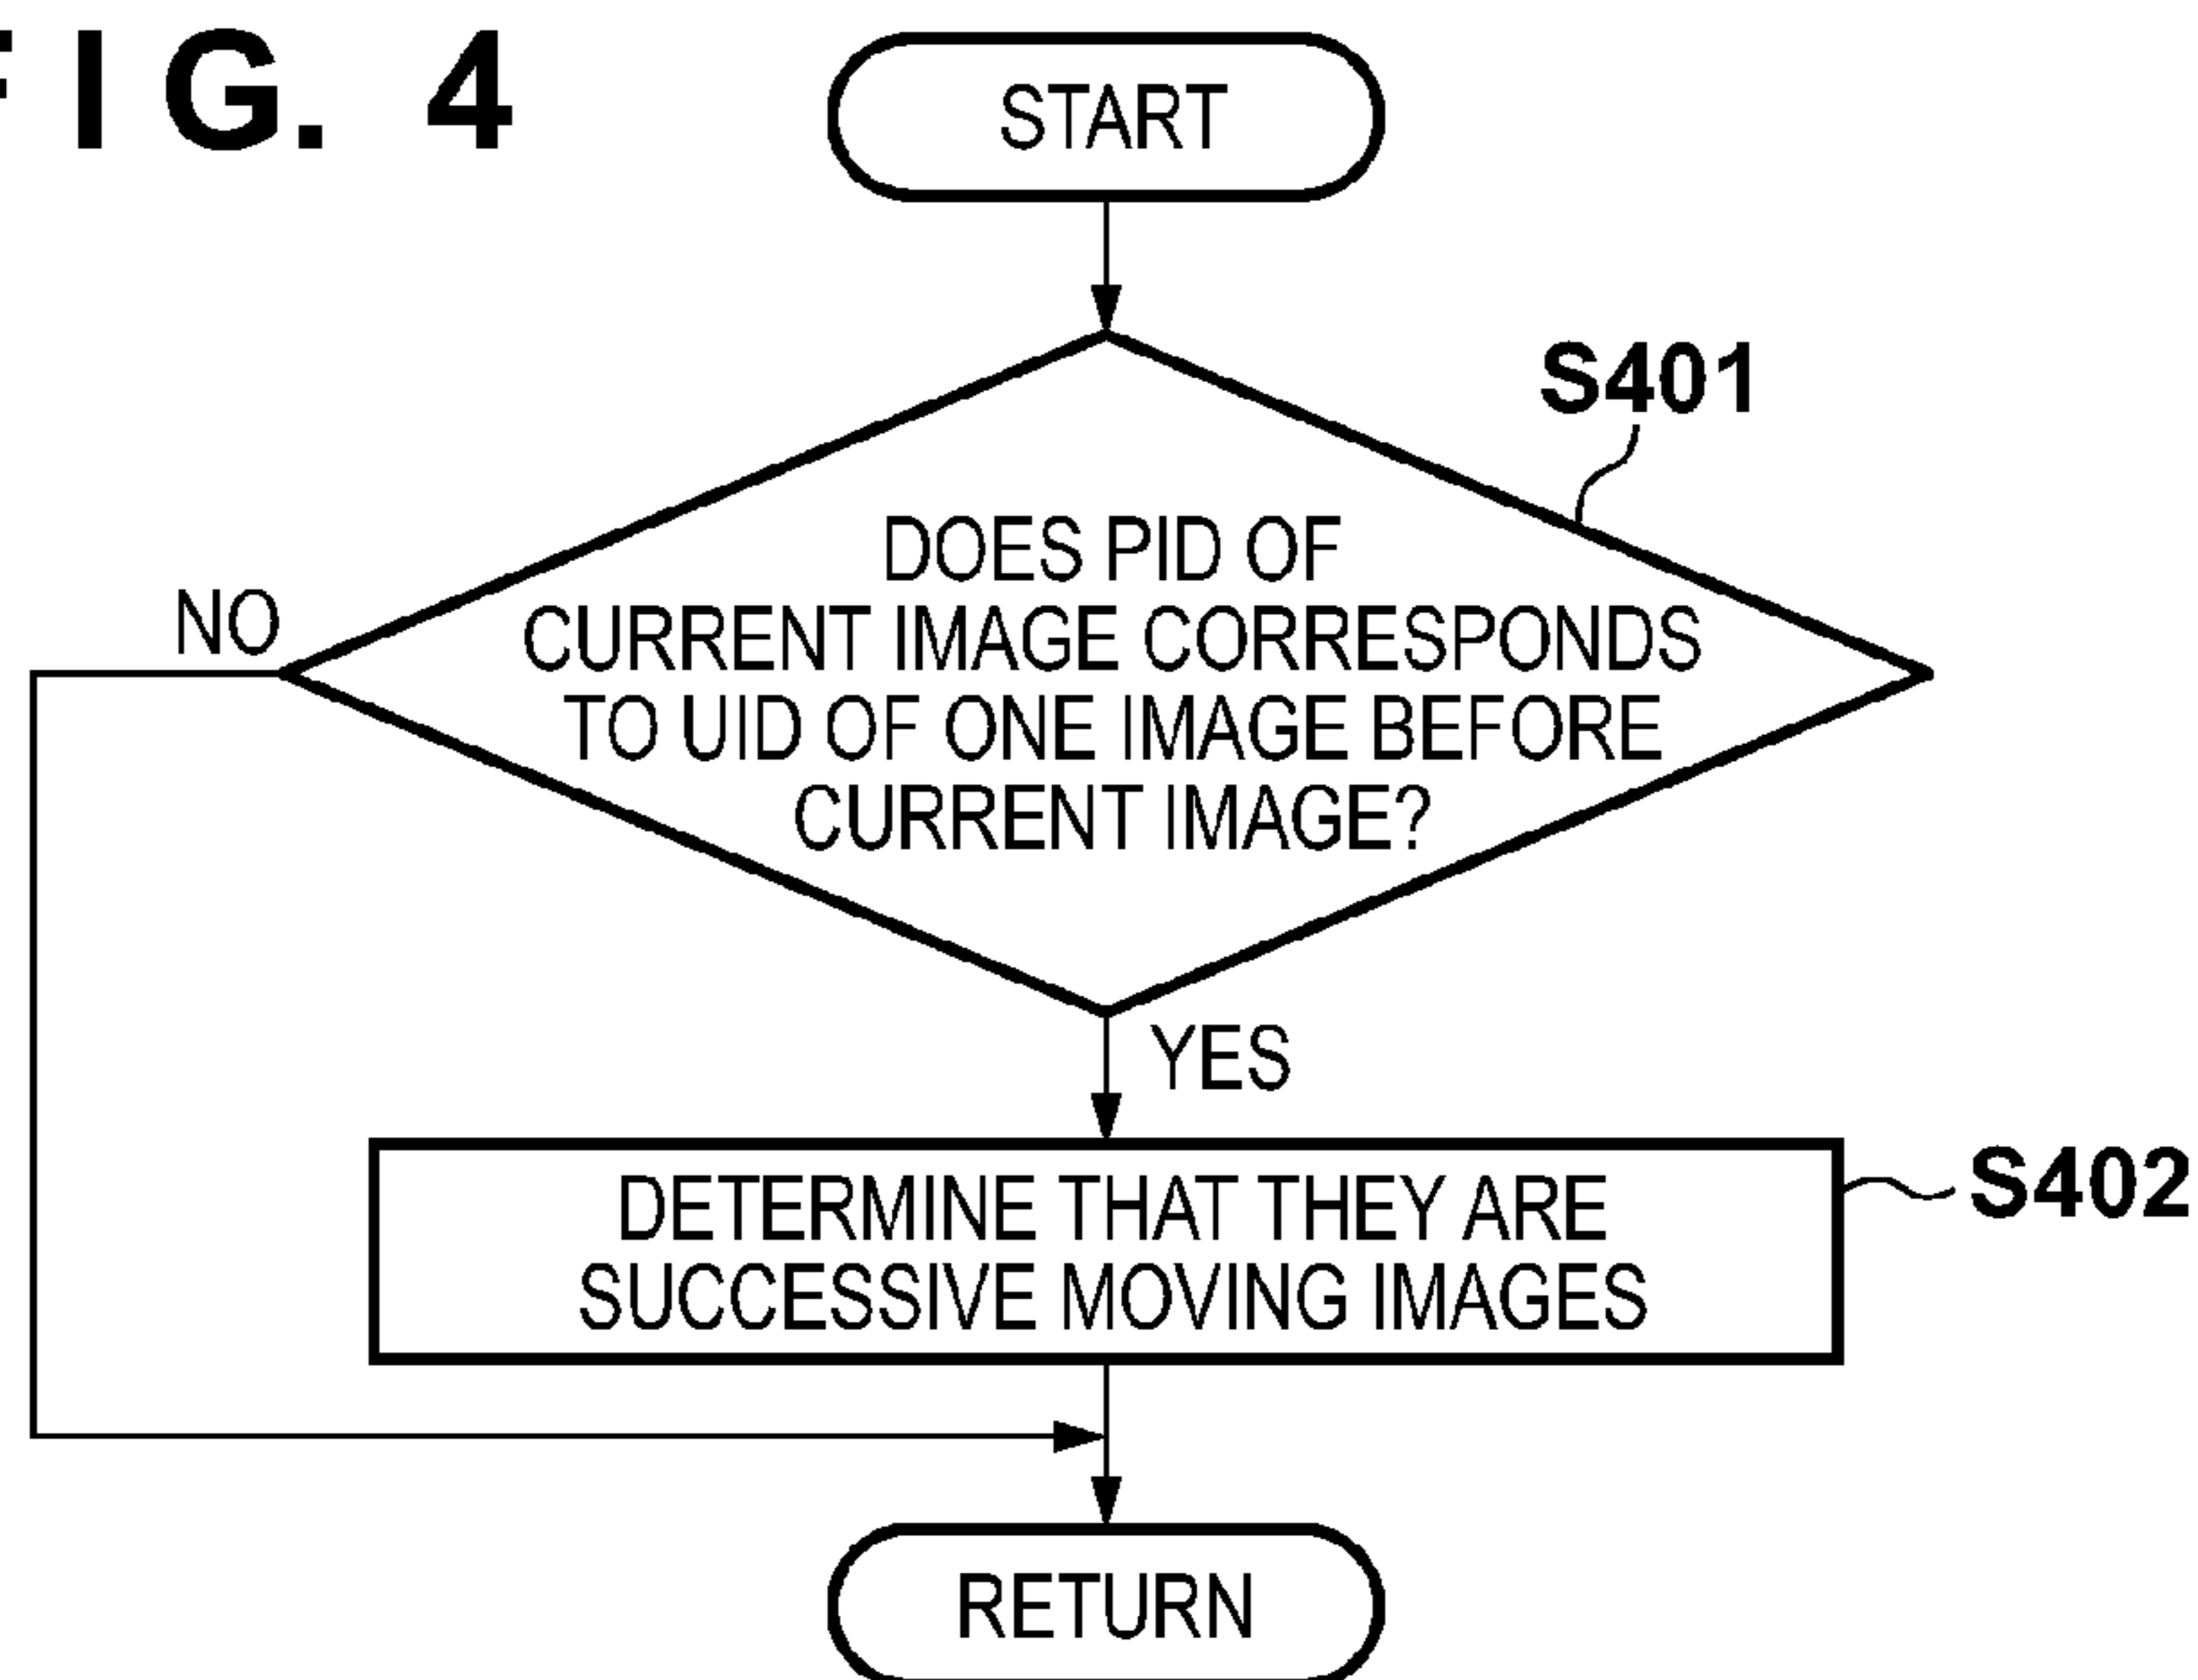 F I G. 4
START
S401
DOES PID OF
CURRENT IMAGE CORRESPONDS
TO UID OF ONE IMAGE BEFORE
CURRENT IMAGE?
NO
YES
DETERMINE THAT THEY ARE
SUCCESSIVE MOVING IMAGES
S402
RETURN